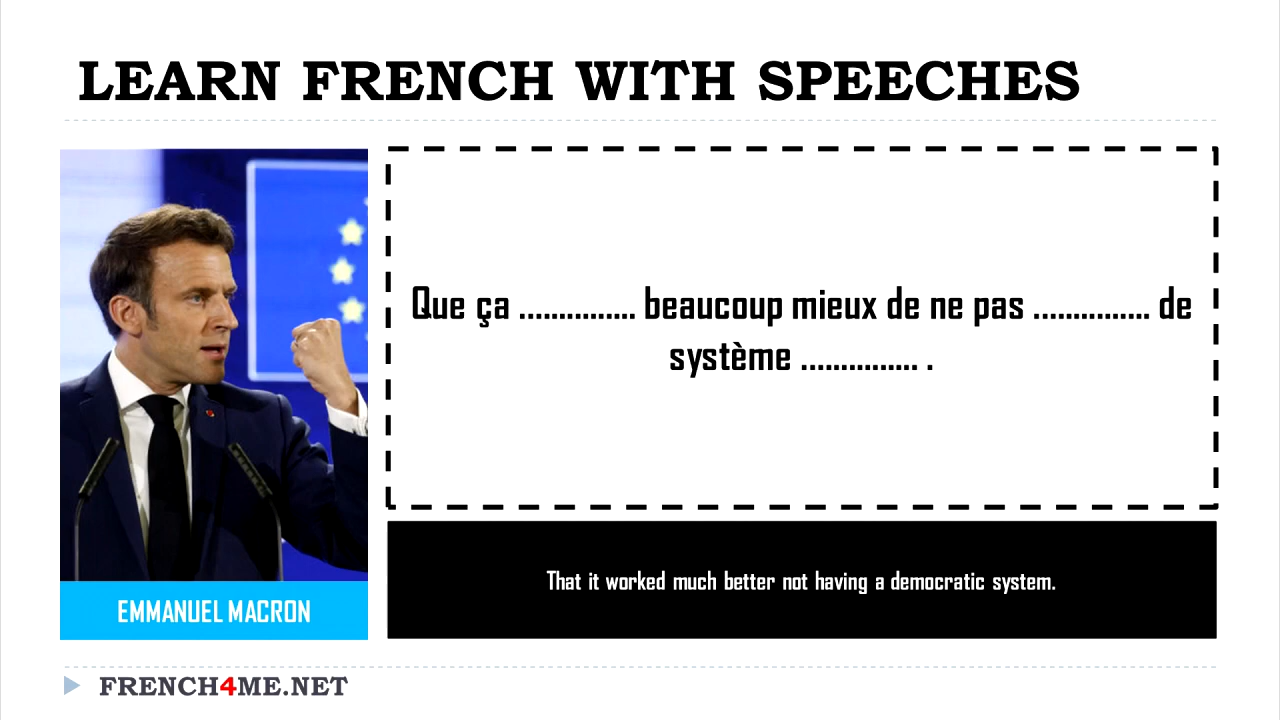 LEARN FRENCH WITH SPEECHES
Que ça ............... beaucoup mieux de ne pas ............... de
système ............... .
That it worked much better not having a democratic system.
EMMANUEL MACRON
FRENCH4ME.NET